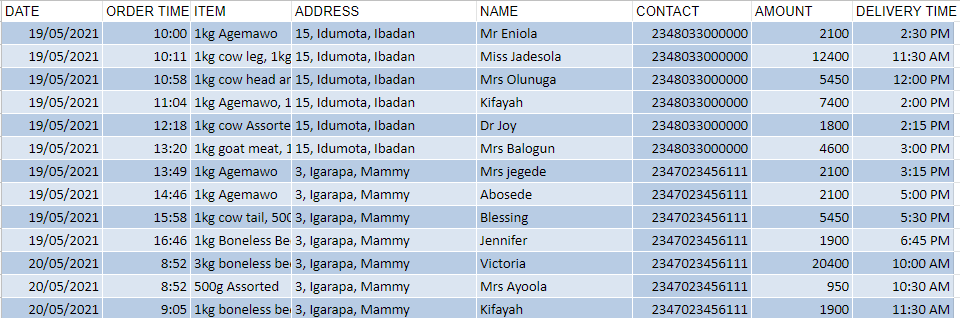 DATE ORDER TIME ITEM ADDRESS NAME CONTACT AMOUNT DELIVERY TIME
19/05/2021 10:00 1kg Agemawo 15, Idumota, Ibadan Mr Eniola 2348033000000 2100 2:30 PM
19/05/2021 10:11 1kg cow leg, 1kg 15, Idumota, Ibadan Miss Jadesola 2348033000000 12400 11:30 AM
19/05/2021 10:58 1kg cow head 15, Idumota, Ibadan Mrs Olunuga 2348033000000 5450 12:00 PM
19/05/2021 11:04 1kg Agemawo, 1 15, Idumota, Ibadan Kifayah 2348033000000 7400 2:00 PM
19/05/2021 12:18 1kg cow Assorte 15, Idumota, Ibadan Dr Joy 2348033000000 1800 2:15 PM
19/05/2021 13:20 1kg goat meat, 1 15, Idumota, Ibadan Mrs Balogun 2348033000000 4600 3:00 PM
19/05/2021 13:49 1kg Agemawo 3, Igarapa, Mammy Mrs jegede 2347023456111 2100 3:15 PM
19/05/2021 14:46 1kg Agemawo 3, Igarapa, Mammy Abosede 2347023456111 2100 5:00 PM
19/05/2021 15:58 1kg cow tail, 500 3, Igarapa, Mammy Blessing 2347023456111 5450 5:30 PM
19/05/2021 16:46 1kg Boneless Bee 3, Igarapa, Mammy Jennifer 2347023456111 1900 6:45 PM
20/05/2021 8:52 3kg boneless bee 3, Igarapa, Mammy Victoria 2347023456111 20400 10:00 AM
20/05/2021 8:52 500g Assorted 3, Igarapa, Mammy Mrs Ayoola 2347023456111 950 10:30 AM
20/05/2021 9:05 1kg boneless bee 3, Igarapa, Mammy Kifayah 2347023456111 1900 11:30 AM